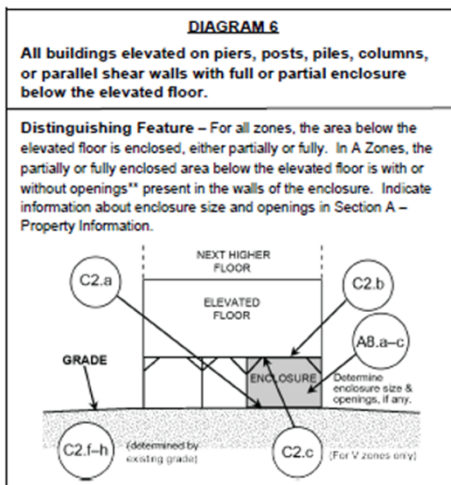 DIAGRAM 6
All buildings elevated on piers, posts, piles, columns,
or parallel shear walls with full or partial enclosure
below the elevated floor.
Distinguishing Feature – For all zones, the area below the
elevated floor is enclosed, either partially or fully. In A Zones, the
partially or fully enclosed area below the elevated floor is with or
without openings** present in the walls of the enclosure. Indicate
information about enclosure size and openings in Section A –
Property Information.
NEXT HIGHER
FLOOR
C2.a
C2.b
ELEVATED
FLOOR
A8.a–c
GRADE
ENCLOSURE
Determine
enclosure size &
openings, if any.
C2.f–h
(determined by
existing grade)
C2.c
(For V zones only)